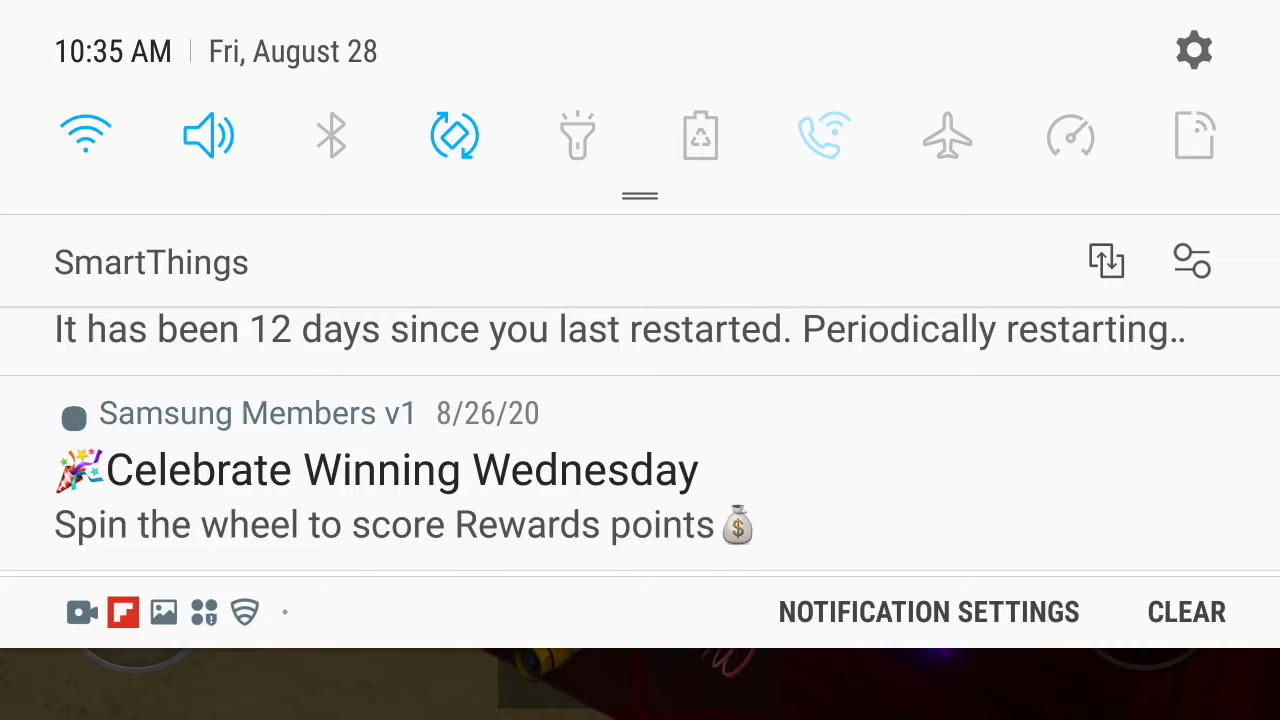 10:35 AM | Fri, August 28
SmartThings
It has been 12 days since you last restarted. Periodically restarting..
Samsung Members v1 8/26/20
🎉Celebrate Winning Wednesday
Spin the wheel to score Rewards points💰
NOTIFICATION SETTINGS CLEAR